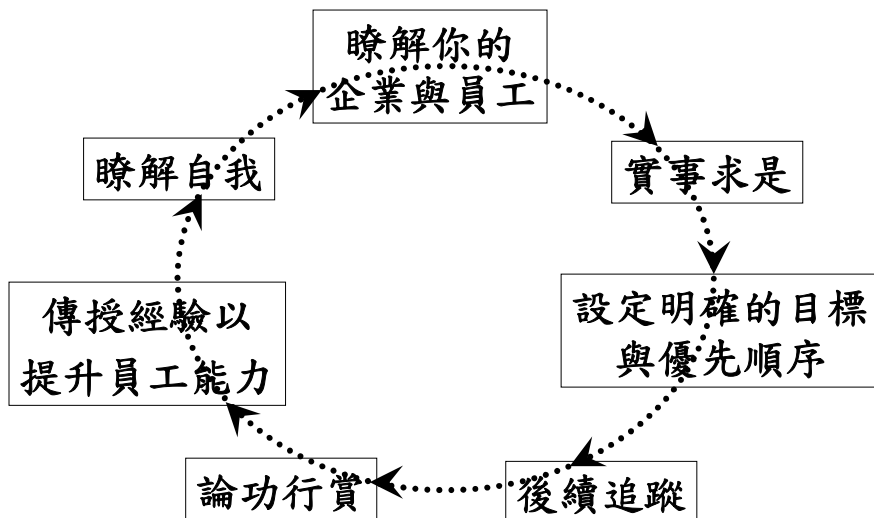 瞭解你的
企業與員工
實事求是
設定明確的目標
與優先順序
後續追蹤
論功行賞
傳授經驗以
提升員工能力
瞭解自我